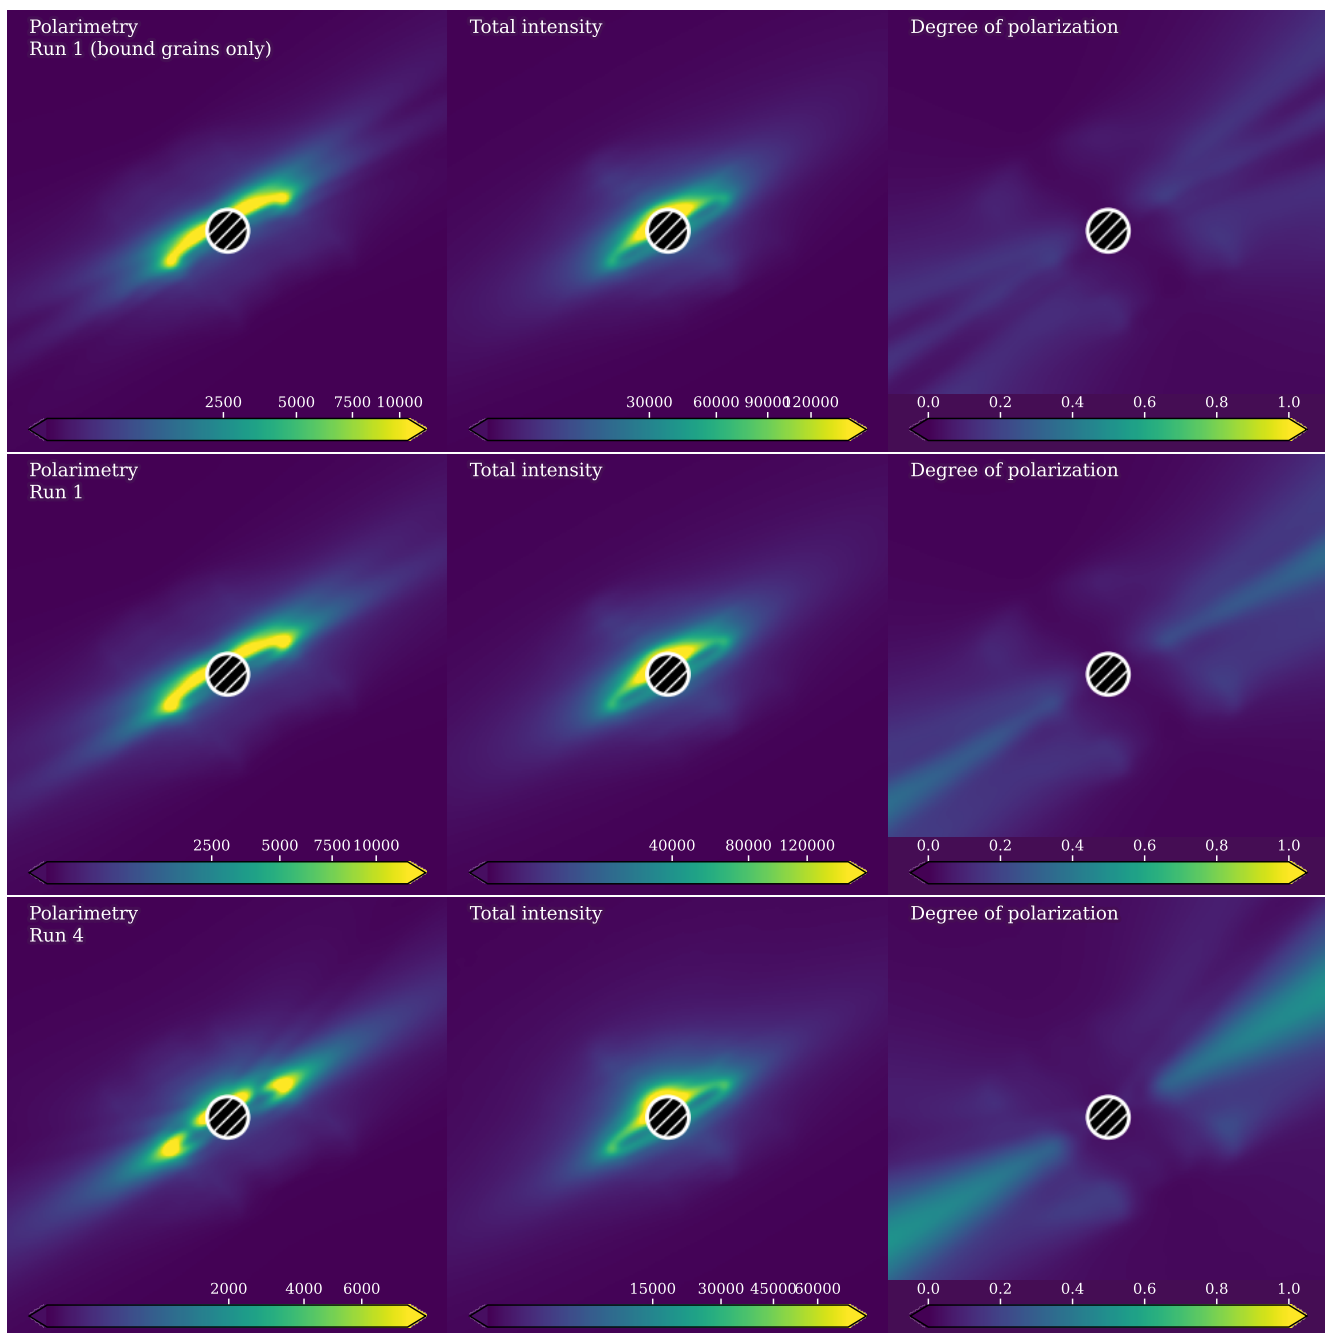 Polarimetry
Run 1 (bound grains only)
Total intensity
Degree of polarization
2500 5000 7500 10000
30000 60000 90000 120000
0.0 0.2 0.4 0.6 0.8 1.0
Polarimetry
Run 1
Total intensity
Degree of polarization
2500 5000 7500 10000
40000 80000 120000
0.0 0.2 0.4 0.6 0.8 1.0
Polarimetry
Run 4
Total intensity
Degree of polarization
2000 4000 6000
15000 30000 45000 60000
0.0 0.2 0.4 0.6 0.8 1.0